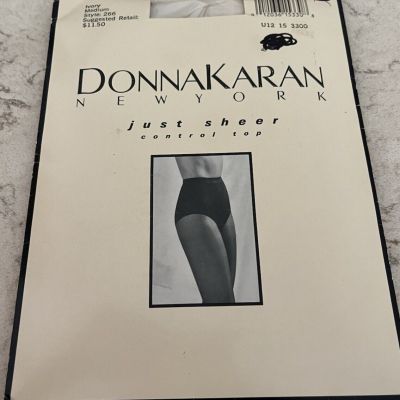 Ivory
Medium
Style: 266
Suggested Retail:
$11.50
U12 15 3300
DONNAKARAN
NEW YORK
just sheer
control top